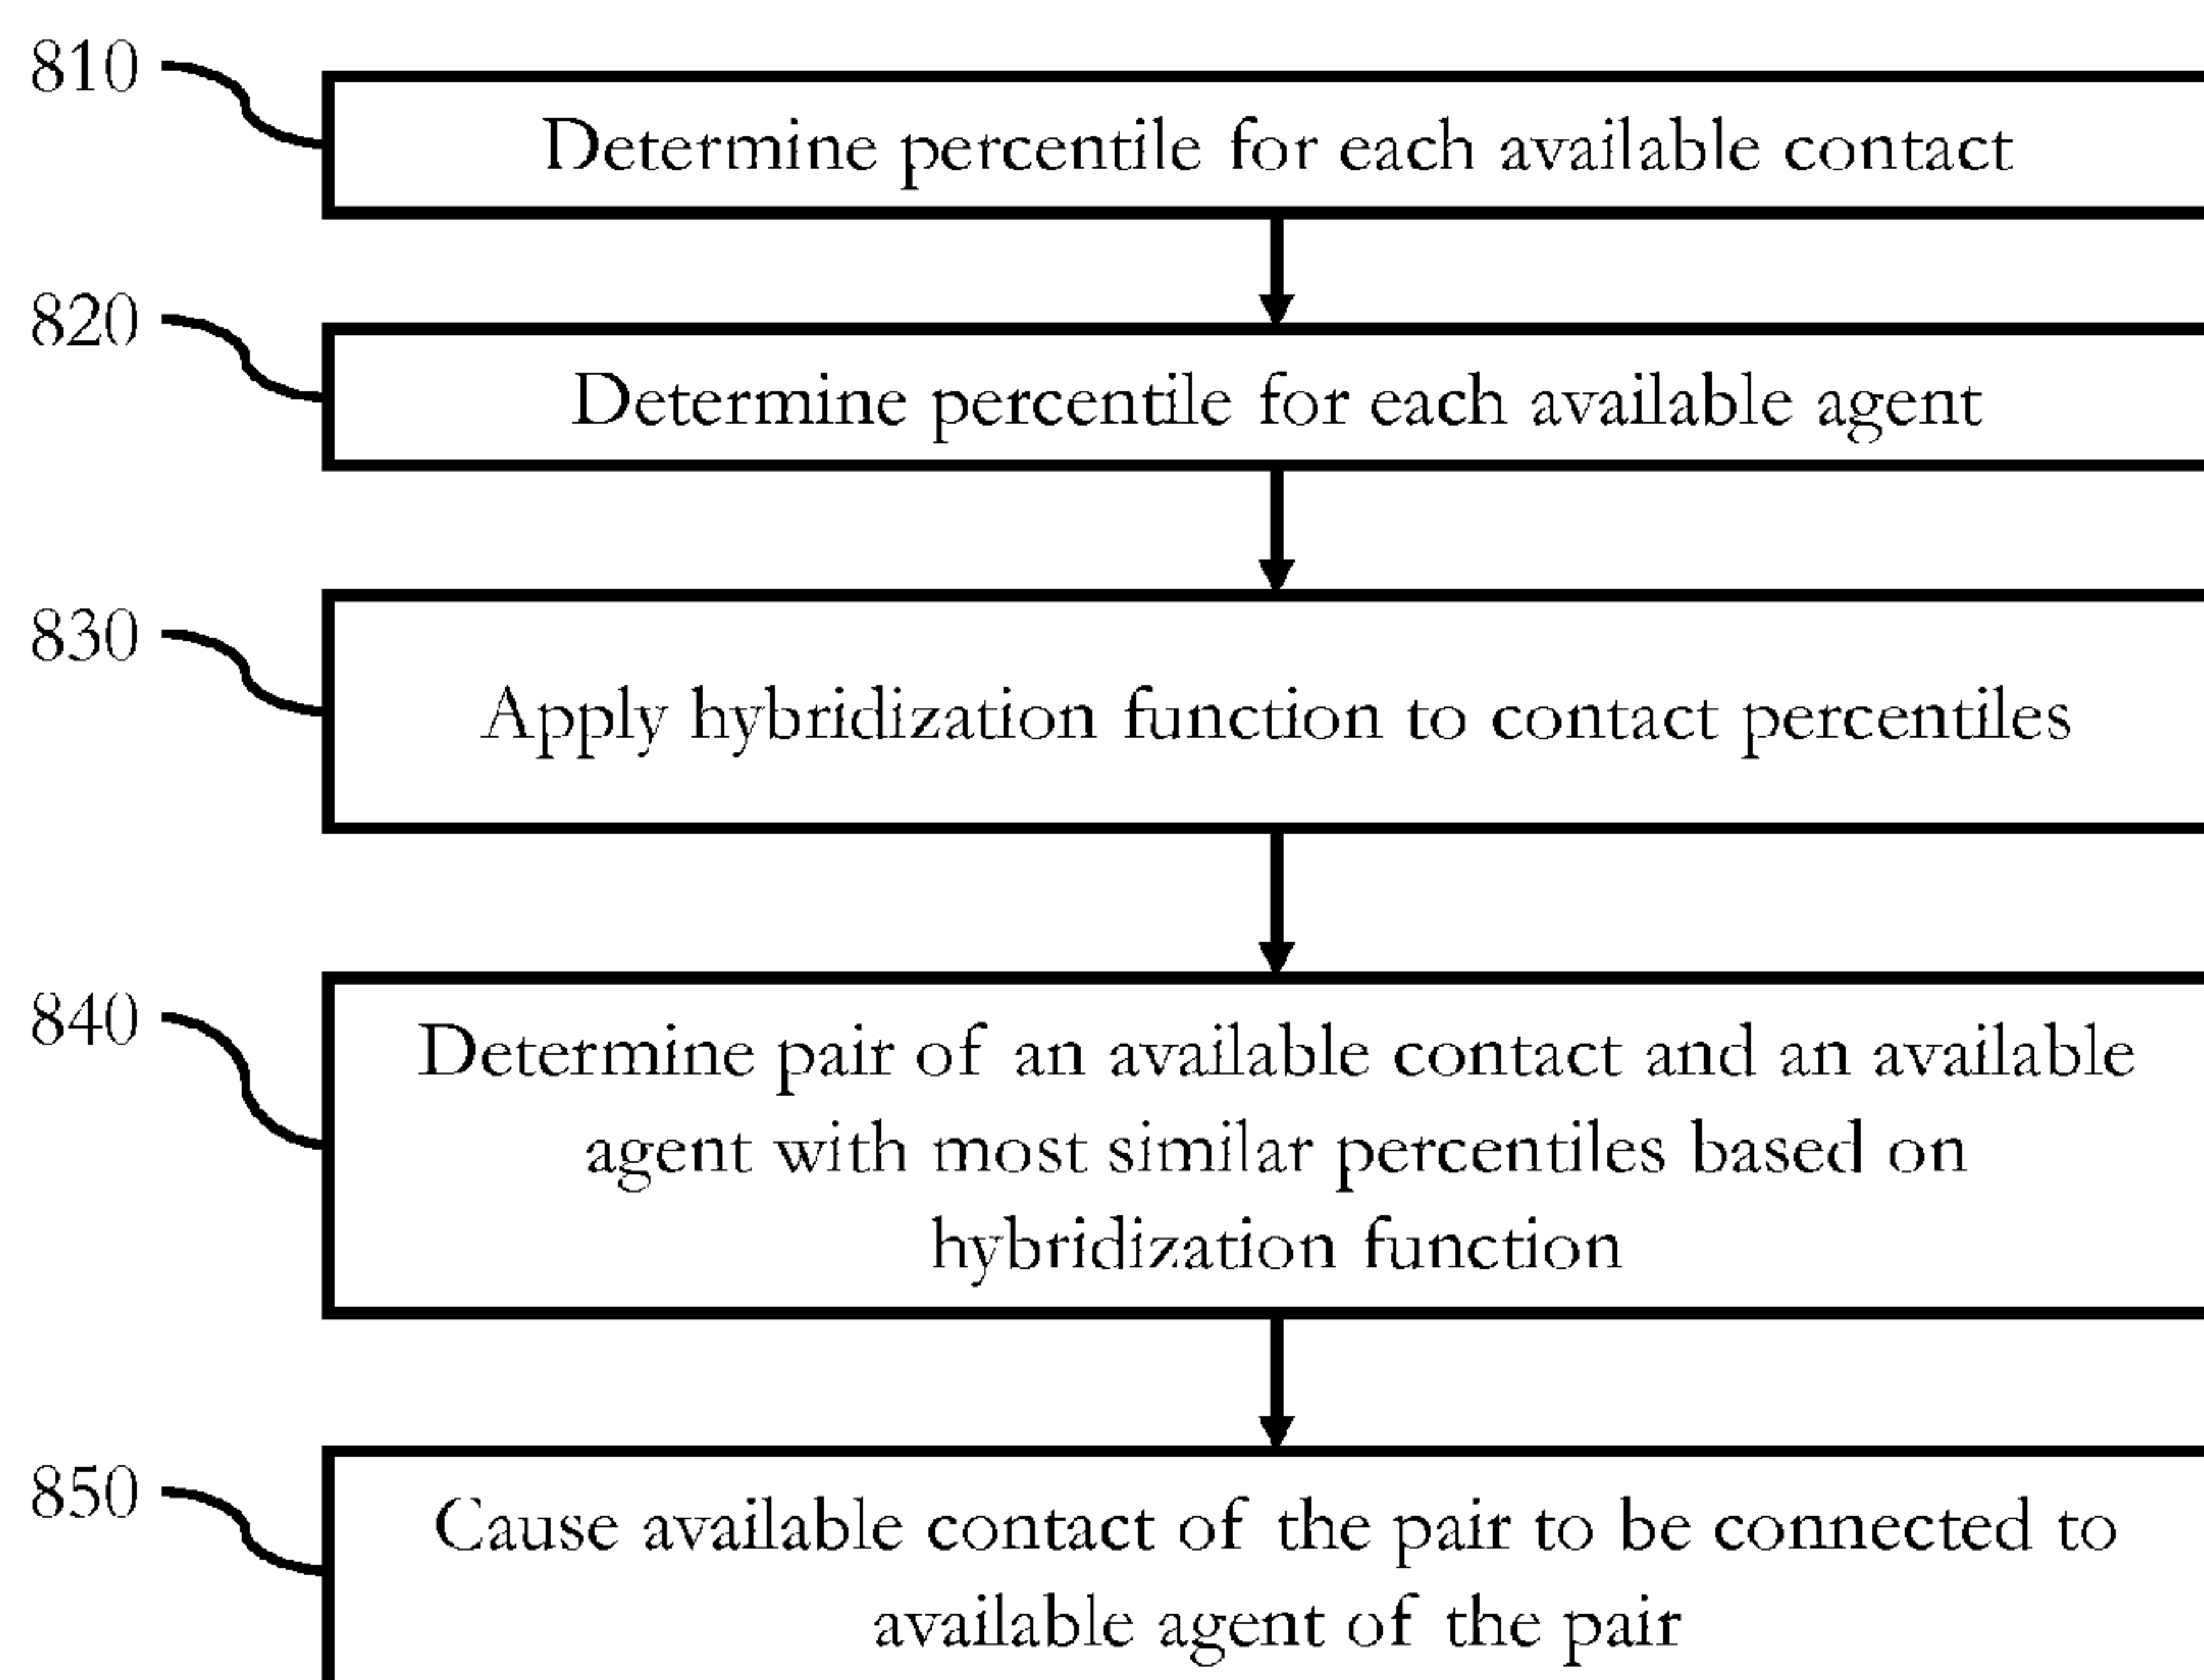 810
Determine percentile for each available contact
820
Determine percentile for each available agent
830
Apply hybridization function to contact percentiles
840
Determine pair of an available contact and an available
agent with most similar percentiles based on
hybridization function
850
Cause available contact of the pair to be connected to
available agent of the pair